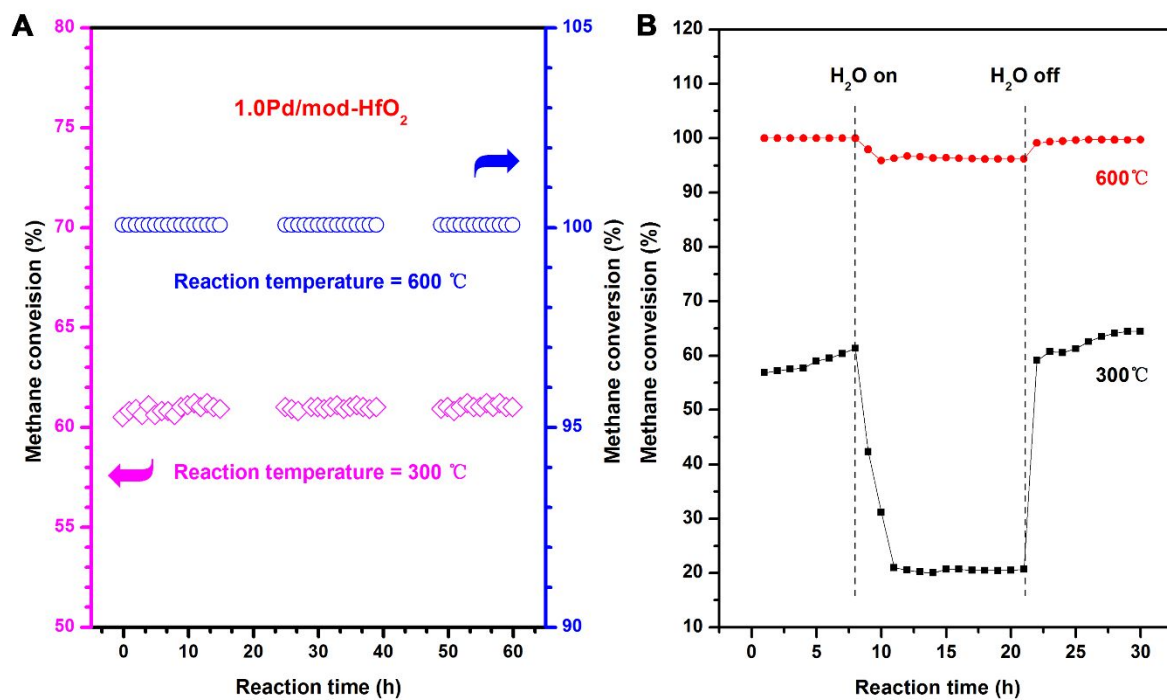 A
80
75
70
65
60
55
50
Methane conveision (%)
1.0Pd/mod-HfO2
Reaction temperature = 600 ℃
Reaction temperature = 300 ℃
105
100
95
90
Methane conversion (%)
0 10 20 30 40 50 60
Reaction time (h)
B
120
110
100
90
80
70
60
50
40
30
20
10
Methane conveision (%)
H2O on H2O off
600℃
300℃
0 5 10 15 20 25 30
Reaction time (h)